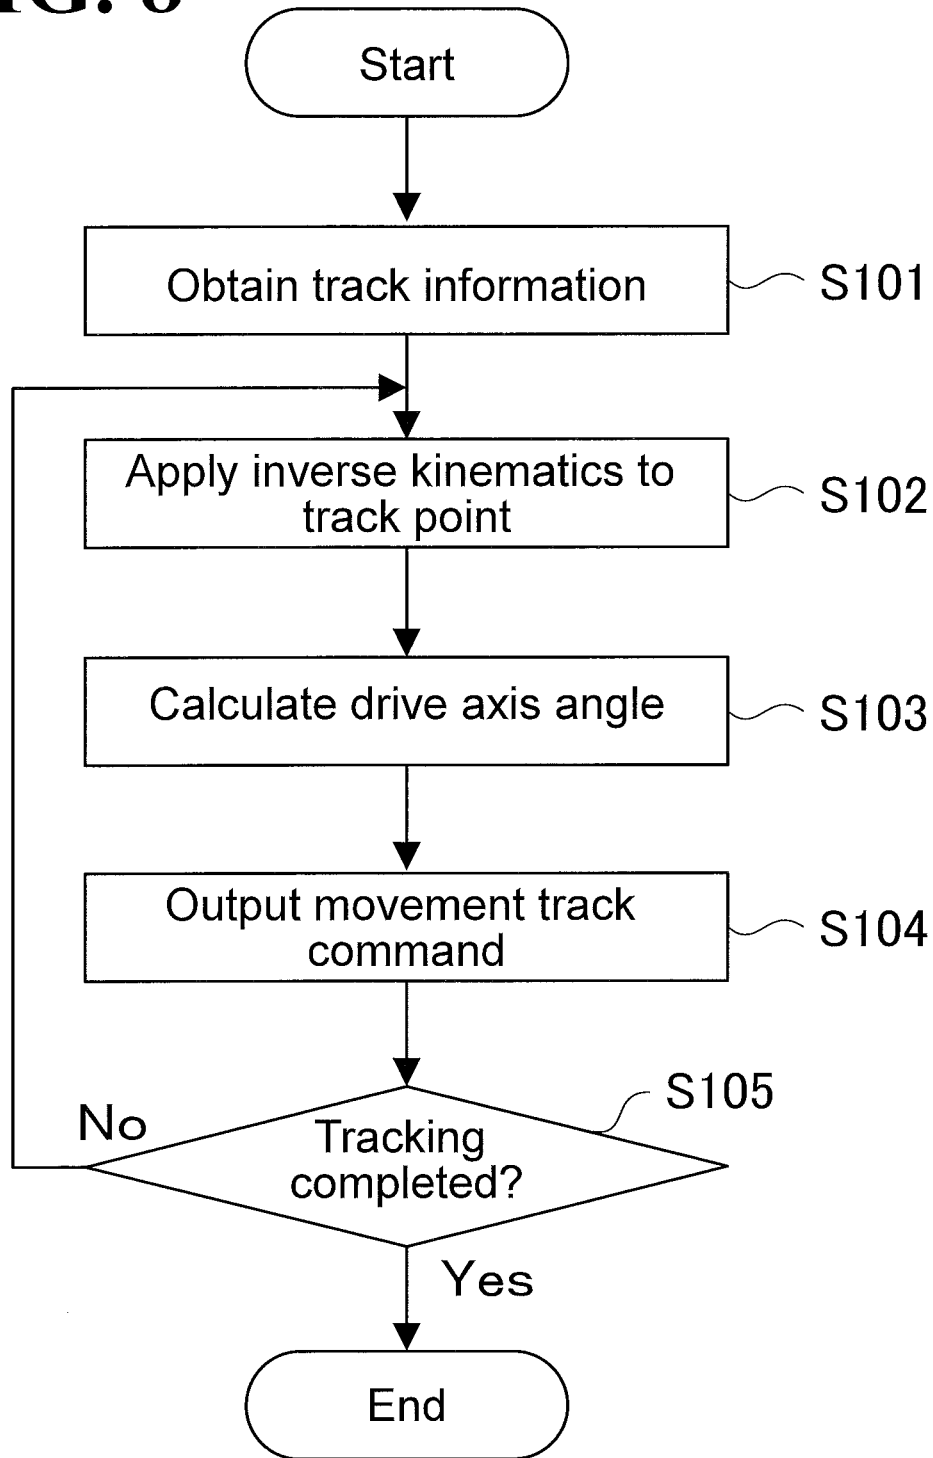 Start
Obtain track information
S101
Apply inverse kinematics to
track point
S102
Calculate drive axis angle
S103
Output movement track
command
S104
S105
No
Tracking
completed?
Yes
End